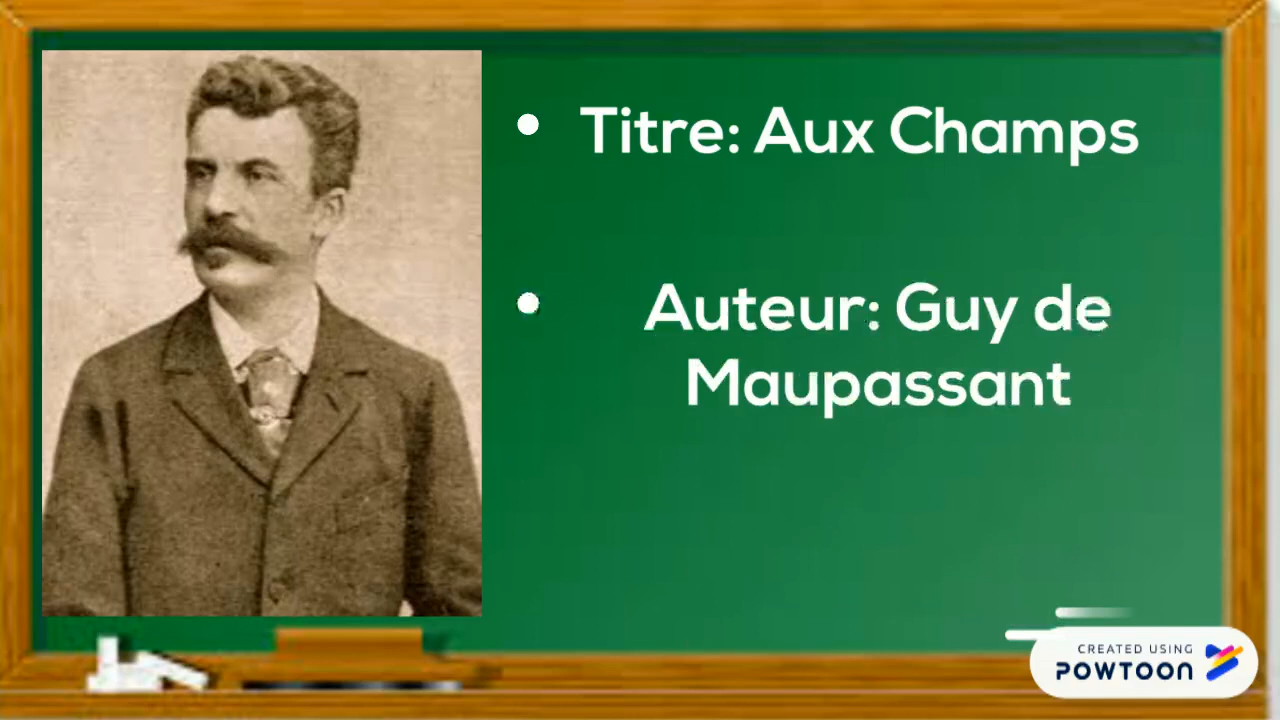 Titre: Aux Champs
Auteur: Guy de
Maupassant
CREATED USING
POWTOON